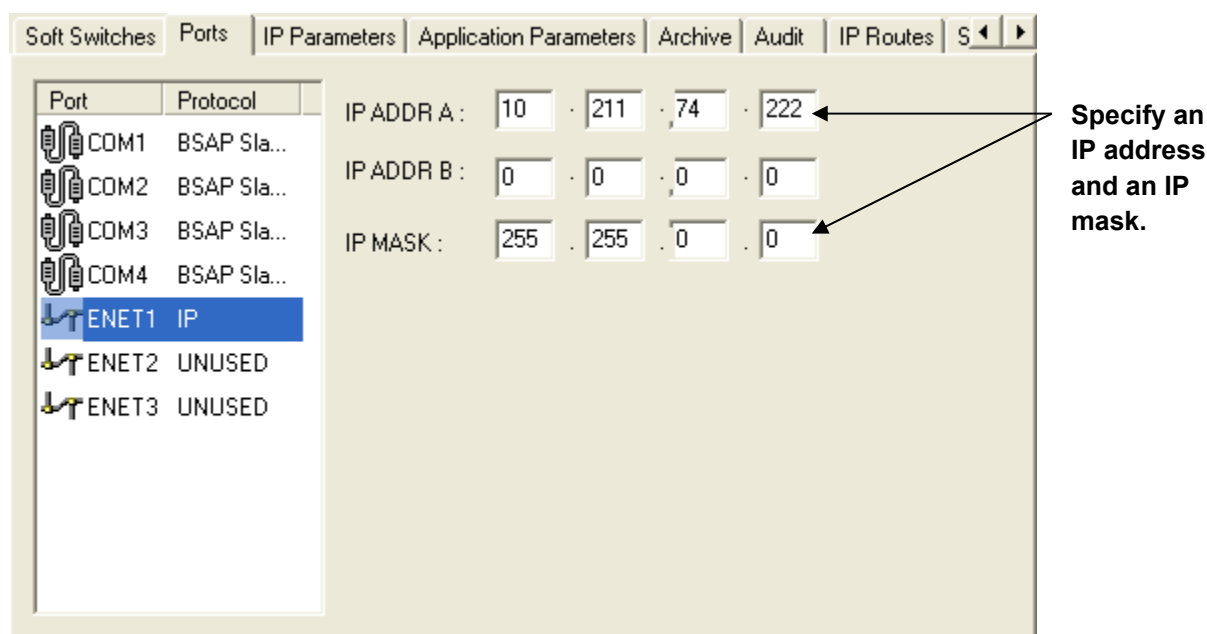 Soft Switches Ports IP Parameters Application Parameters Archive Audit IP Routes S
Port Protocol
COM1 BSAP Sla...
COM2 BSAP Sla...
COM3 BSAP Sla...
COM4 BSAP Sla...
ENET1 IP
ENET2 UNUSED
ENET3 UNUSED
IP ADDR A : 10 . 211 . 74 . 222
IP ADDR B : 0 . 0 . 0 . 0
IP MASK : 255 . 255 . 0 . 0
Specify an
IP address
and an IP
mask.